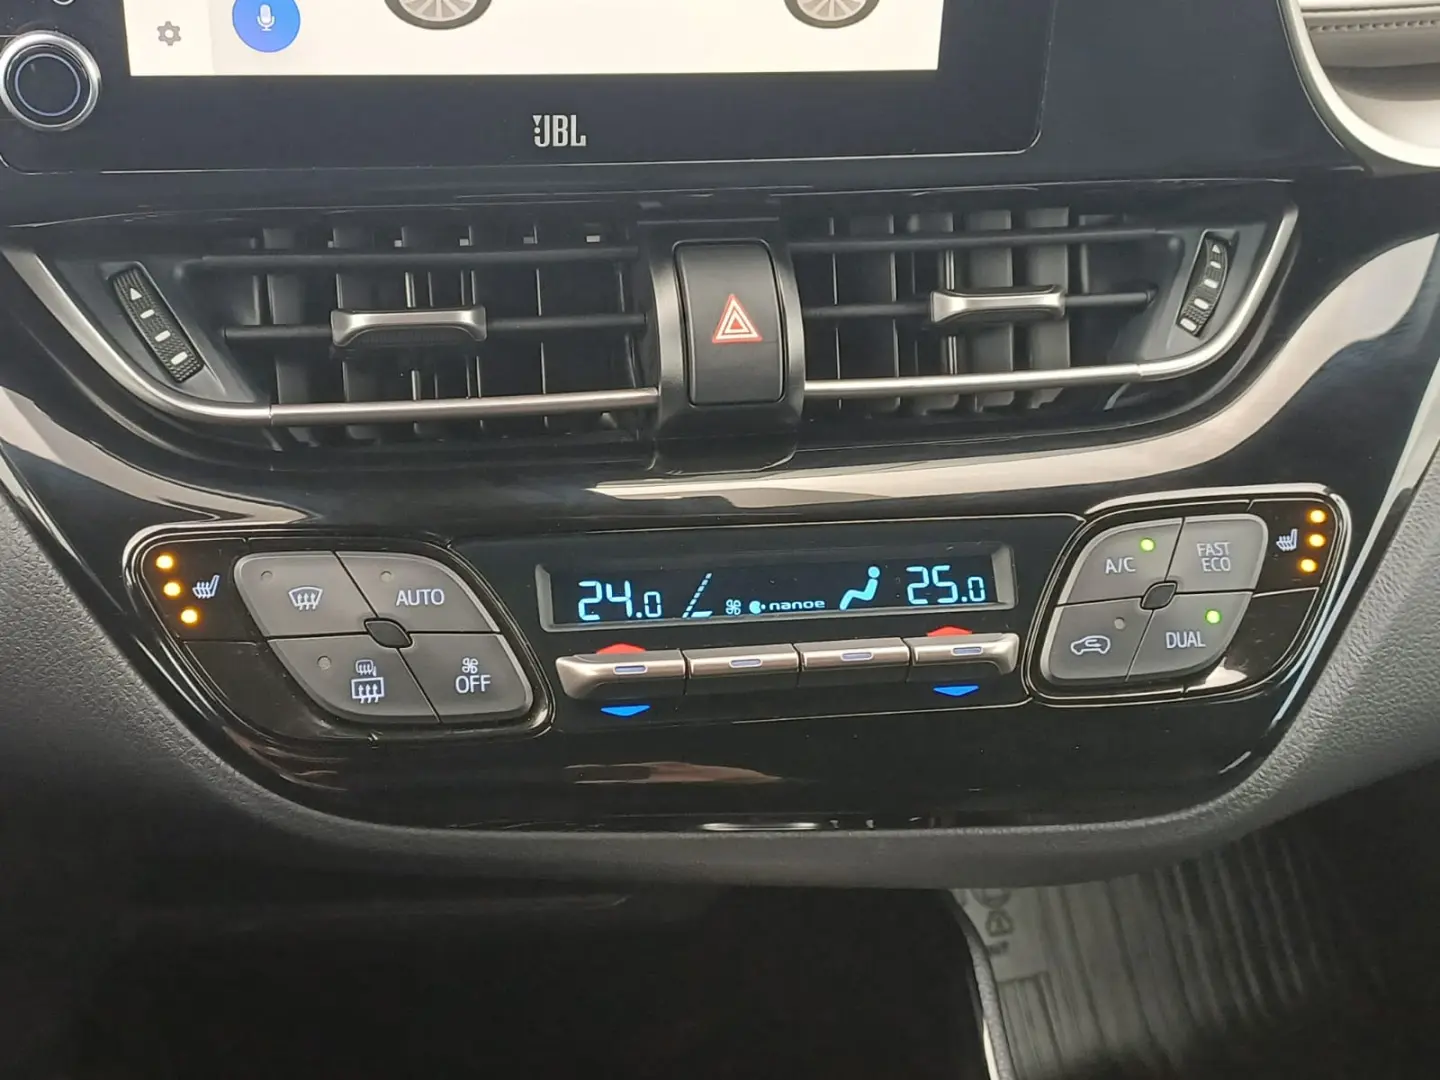 JBL
AUTO
OFF
24.0
nanoe
25.0
A/C
FAST
ECO
DUAL